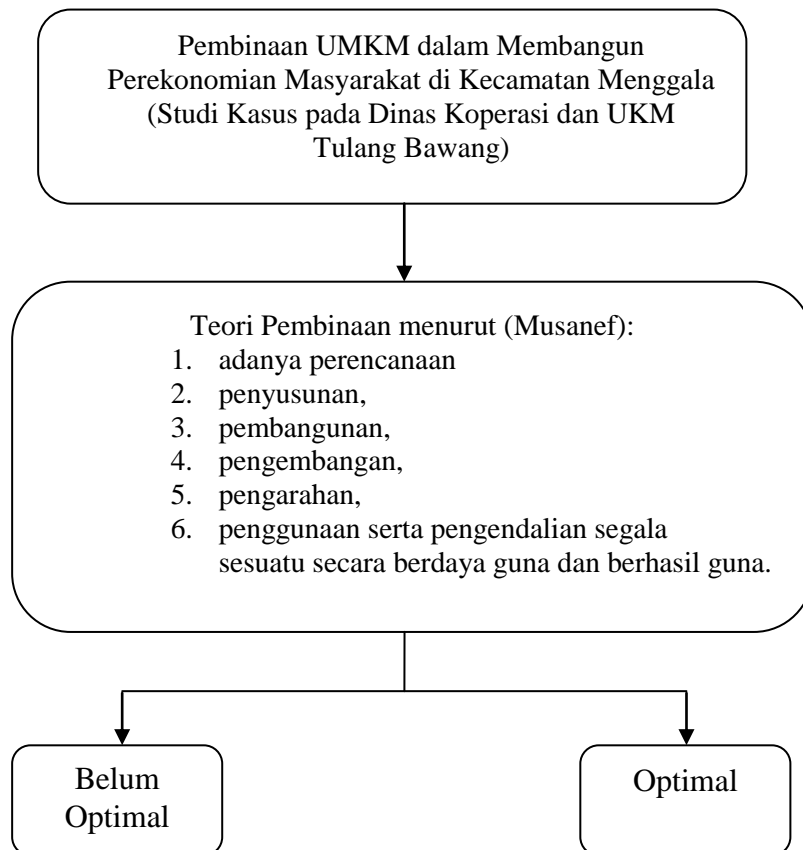 Pembinaan UMKM dalam Membangun
Perekonomian Masyarakat di Kecamatan Menggala
(Studi Kasus pada Dinas Koperasi dan UKM
Tulang Bawang)
Teori Pembinaan menurut (Musanef):
1. adanya perencanaan
2. penyusunan,
3. pembangunan,
4. pengembangan,
5. pengarahan,
6. penggunaan serta pengendalian segala
sesuatu secara berdaya guna dan berhasil guna.
Belum
Optimal
Optimal